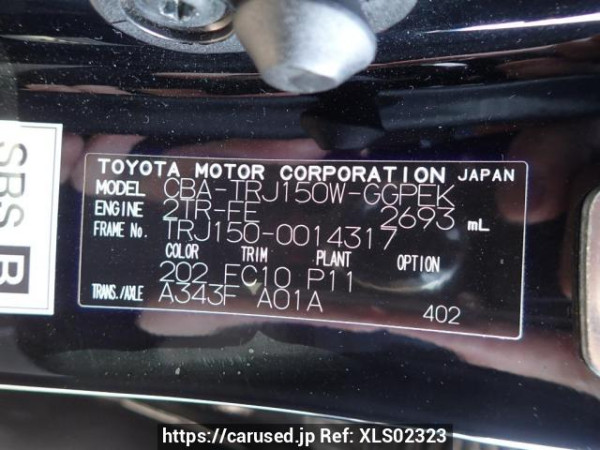 SRS B
TOYOTA MOTOR CORPORATION JAPAN
MODEL CBA-TRJ150W-GGPEK
ENGINE 2TR-FE 2693 mL
FRAME No. TRJ150-0014317
COLOR TRIM PLANT OPTION
202 FC10 P11
TRANS./AXLE A343F A01A
402
https://carused.jp Ref: XLS02323